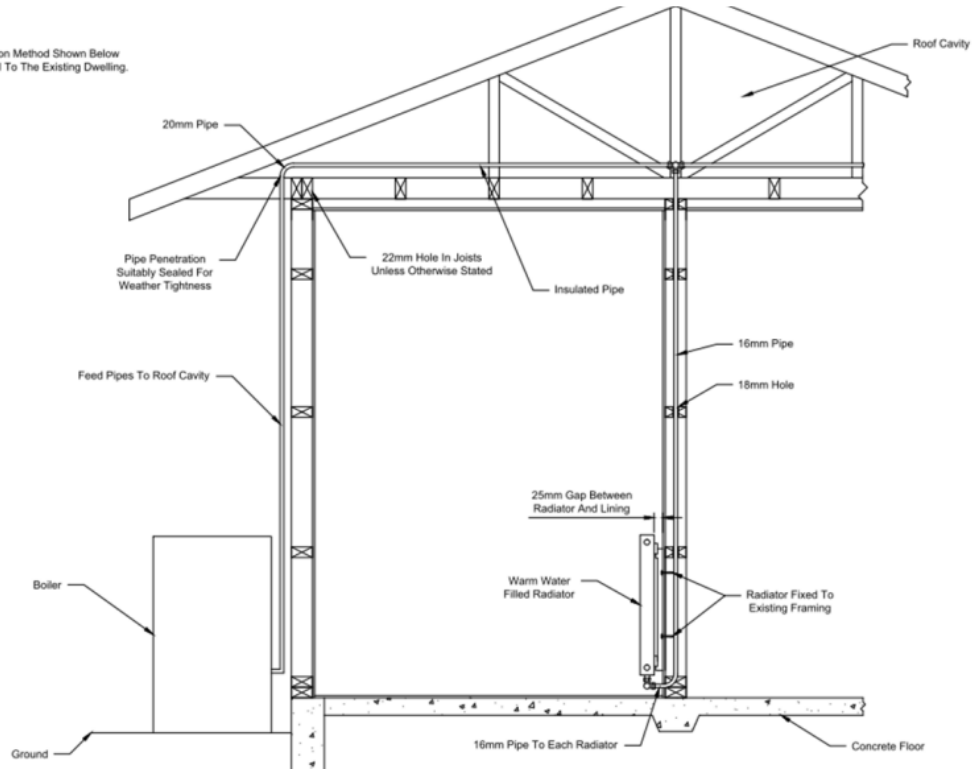 on Method Shown Below
To The Existing Dwelling.
Roof Cavity
20mm Pipe
Pipe Penetration
Suitably Sealed For
Weather Tightness
22mm Hole In Joists
Unless Otherwise Stated
Insulated Pipe
16mm Pipe
Feed Pipes To Roof Cavity
18mm Hole
25mm Gap Between
Radiator And Lining
Boiler
Warm Water
Filled Radiator
Radiator Fixed To
Existing Framing
Ground
16mm Pipe To Each Radiator
Concrete Floor